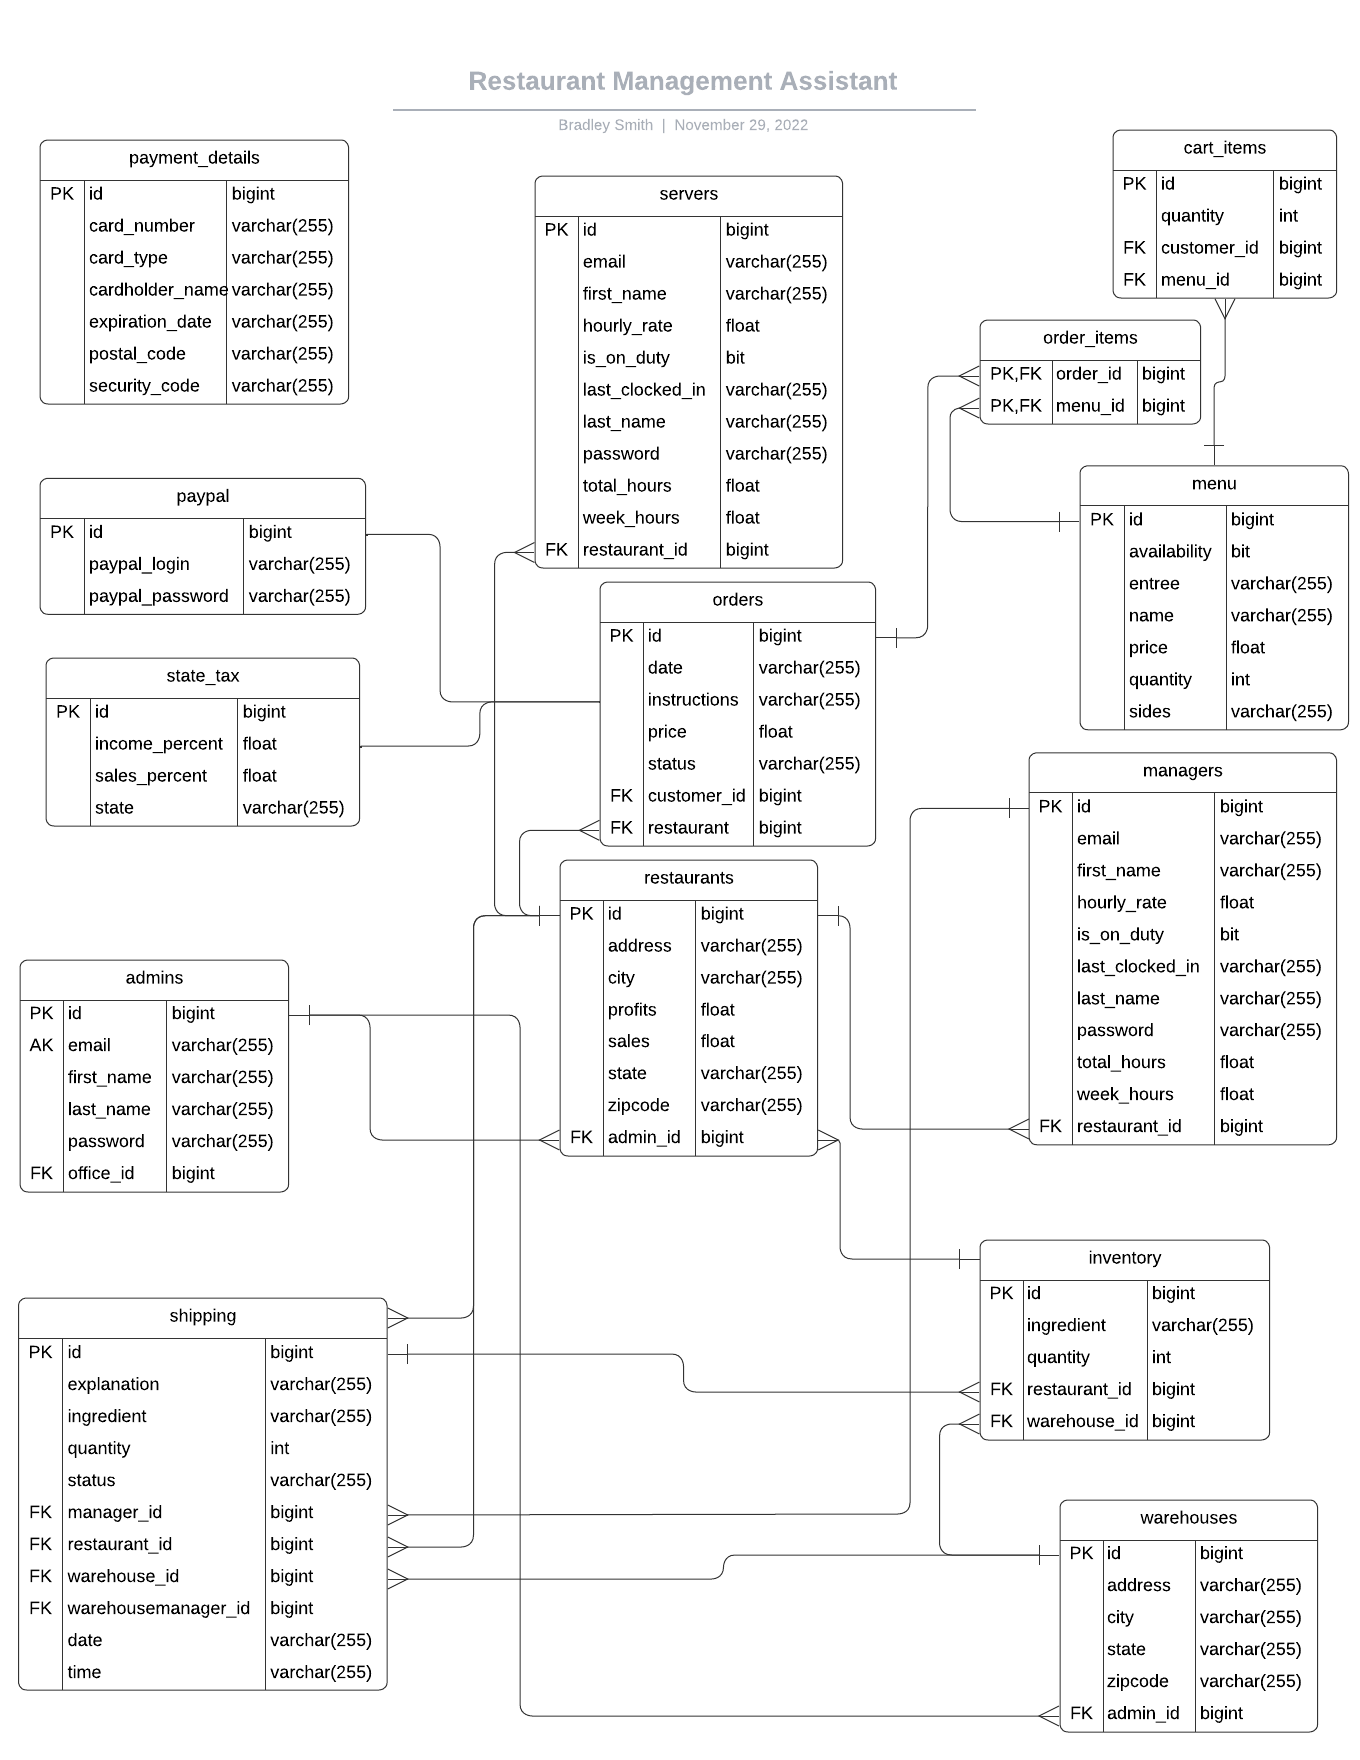 Restaurant Management Assistant
Bradley Smith | November 29, 2022
payment_details
PK id bigint
card_number varchar(255)
card_type varchar(255)
cardholder_name varchar(255)
expiration_date varchar(255)
postal_code varchar(255)
security_code varchar(255)
servers
PK id bigint
email varchar(255)
first_name varchar(255)
hourly_rate float
is_on_duty bit
last_clocked_in varchar(255)
last_name varchar(255)
password varchar(255)
total_hours float
week_hours float
FK restaurant_id bigint
cart_items
PK id bigint
quantity int
FK customer_id bigint
FK menu_id bigint
order_items
PK,FK order_id bigint
PK,FK menu_id bigint
paypal
PK id bigint
paypal_login varchar(255)
paypal_password varchar(255)
menu
PK id bigint
availability bit
entree varchar(255)
name varchar(255)
price float
quantity int
sides varchar(255)
state_tax
PK id bigint
income_percent float
sales_percent float
state varchar(255)
orders
PK id bigint
date varchar(255)
instructions varchar(255)
price float
status varchar(255)
FK customer_id bigint
FK restaurant bigint
managers
PK id bigint
email varchar(255)
first_name varchar(255)
hourly_rate float
is_on_duty bit
last_clocked_in varchar(255)
last_name varchar(255)
password varchar(255)
total_hours float
week_hours float
FK restaurant_id bigint
restaurants
PK id bigint
address varchar(255)
city varchar(255)
profits float
sales float
state varchar(255)
zipcode varchar(255)
FK admin_id bigint
admins
PK id bigint
AK email varchar(255)
first_name varchar(255)
last_name varchar(255)
password varchar(255)
FK office_id bigint
inventory
PK id bigint
ingredient varchar(255)
quantity int
FK restaurant_id bigint
FK warehouse_id bigint
shipping
PK id bigint
explanation varchar(255)
ingredient varchar(255)
quantity int
status varchar(255)
FK manager_id bigint
FK restaurant_id bigint
FK warehouse_id bigint
FK warehousemanager_id bigint
date varchar(255)
time varchar(255)
warehouses
PK id bigint
address varchar(255)
city varchar(255)
state varchar(255)
zipcode varchar(255)
FK admin_id bigint